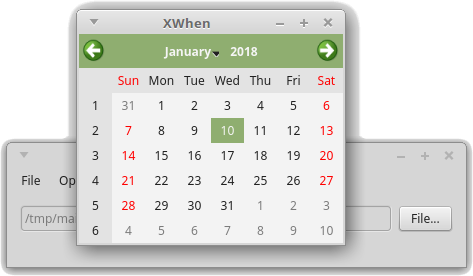 XWhen
January 2018
Sun Mon Tue Wed Thu Fri Sat
1 31 1 2 3 4 5 6
2 7 8 9 10 11 12 13
3 14 15 16 17 18 19 20
4 21 22 23 24 25 26 27
5 28 29 30 31 1 2 3
6 4 5 6 7 8 9 10
File Op
/tmp/ma
File...